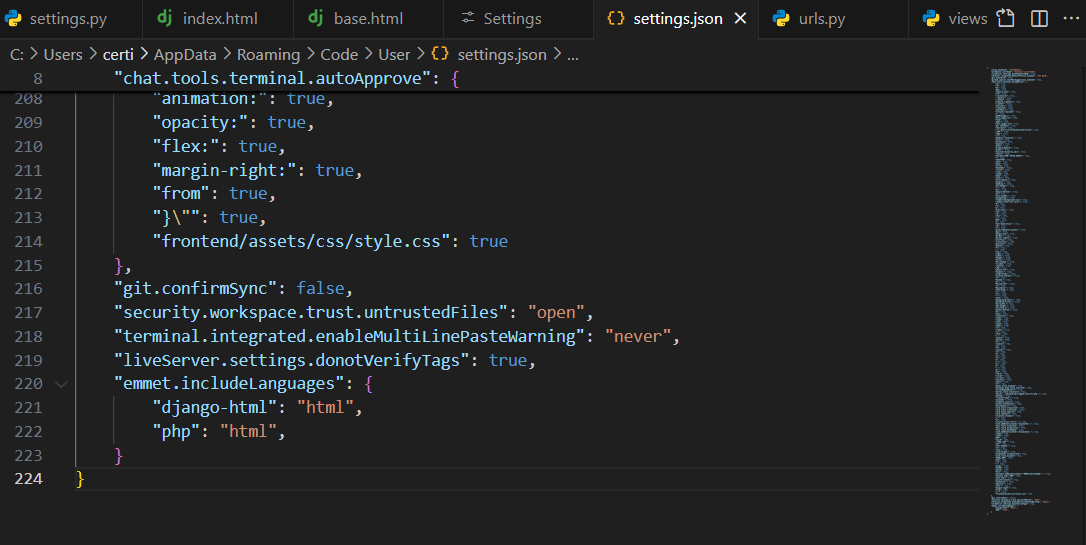 settings.py
index.html
base.html
Settings
settings.json
urls.py
views
C: > Users > certi > AppData > Roaming > Code > User > {} settings.json > ...
8 "chat.tools.terminal.autoApprove": {
208 "animation:": true,
209 "opacity:": true,
210 "flex:": true,
211 "margin-right:": true,
212 "from": true,
213 "}\"": true,
214 "frontend/assets/css/style.css": true
215 },
216 "git.confirmSync": false,
217 "security.workspace.trust.untrustedFiles": "open",
218 "terminal.integrated.enableMultiLinePasteWarning": "never",
219 "liveServer.settings.donotVerifyTags": true,
220 "emmet.includeLanguages": {
221 "django-html": "html",
222 "php": "html",
223 }
224 }